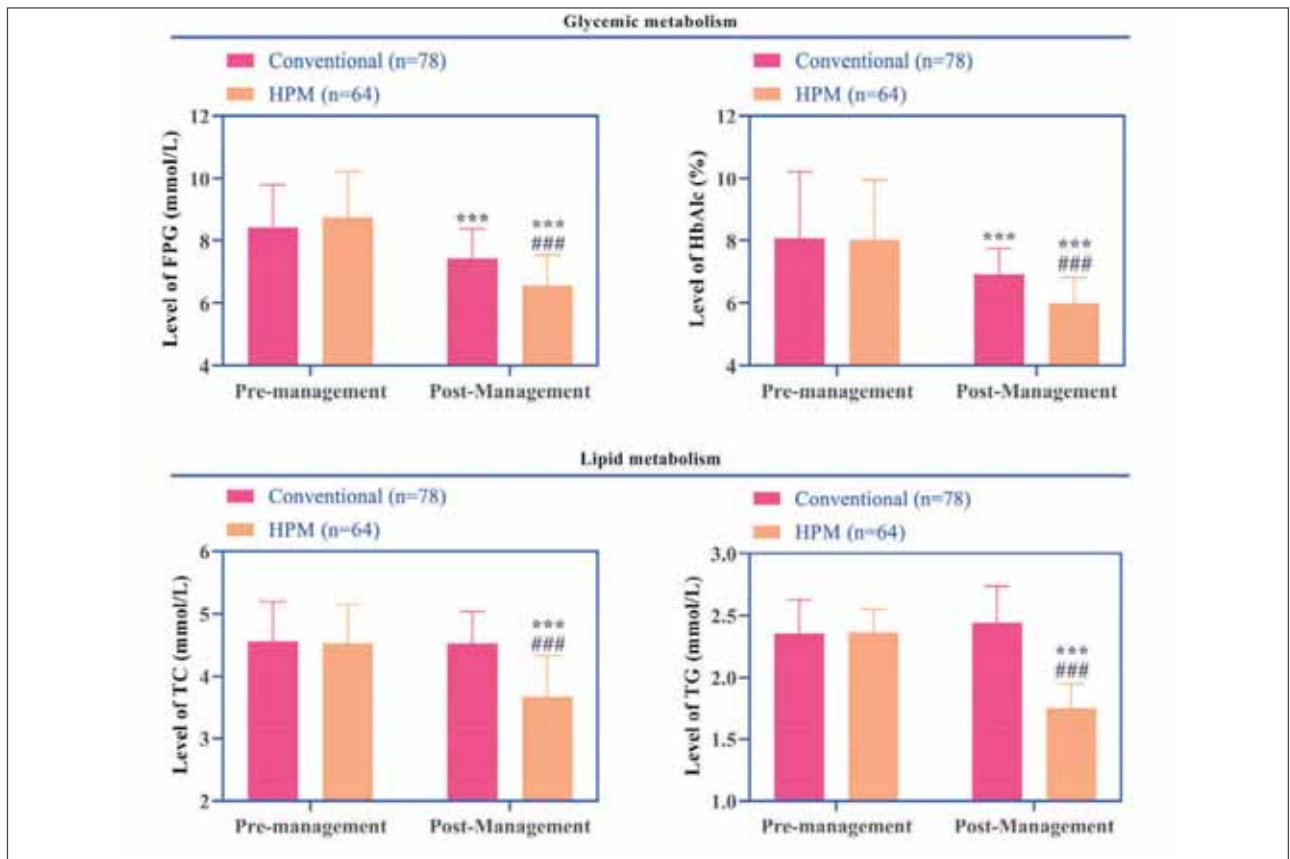 Glycemic metabolism
Conventional (n=78)
HPM (n=64)
Level of FPG (mmol/L)
12
10
8
6
4
***
***
###
Pre-management
Post-Management
Conventional (n=78)
HPM (n=64)
Level of HbAlc (%)
12
10
8
6
4
***
***
###
Pre-management
Post-Management
Lipid metabolism
Conventional (n=78)
HPM (n=64)
Level of TC (mmol/L)
6
5
4
3
2
***
###
Pre-management
Post-Management
Conventional (n=78)
HPM (n=64)
Level of TG (mmol/L)
3.0
2.5
2.0
1.5
1.0
***
###
Pre-management
Post-Management